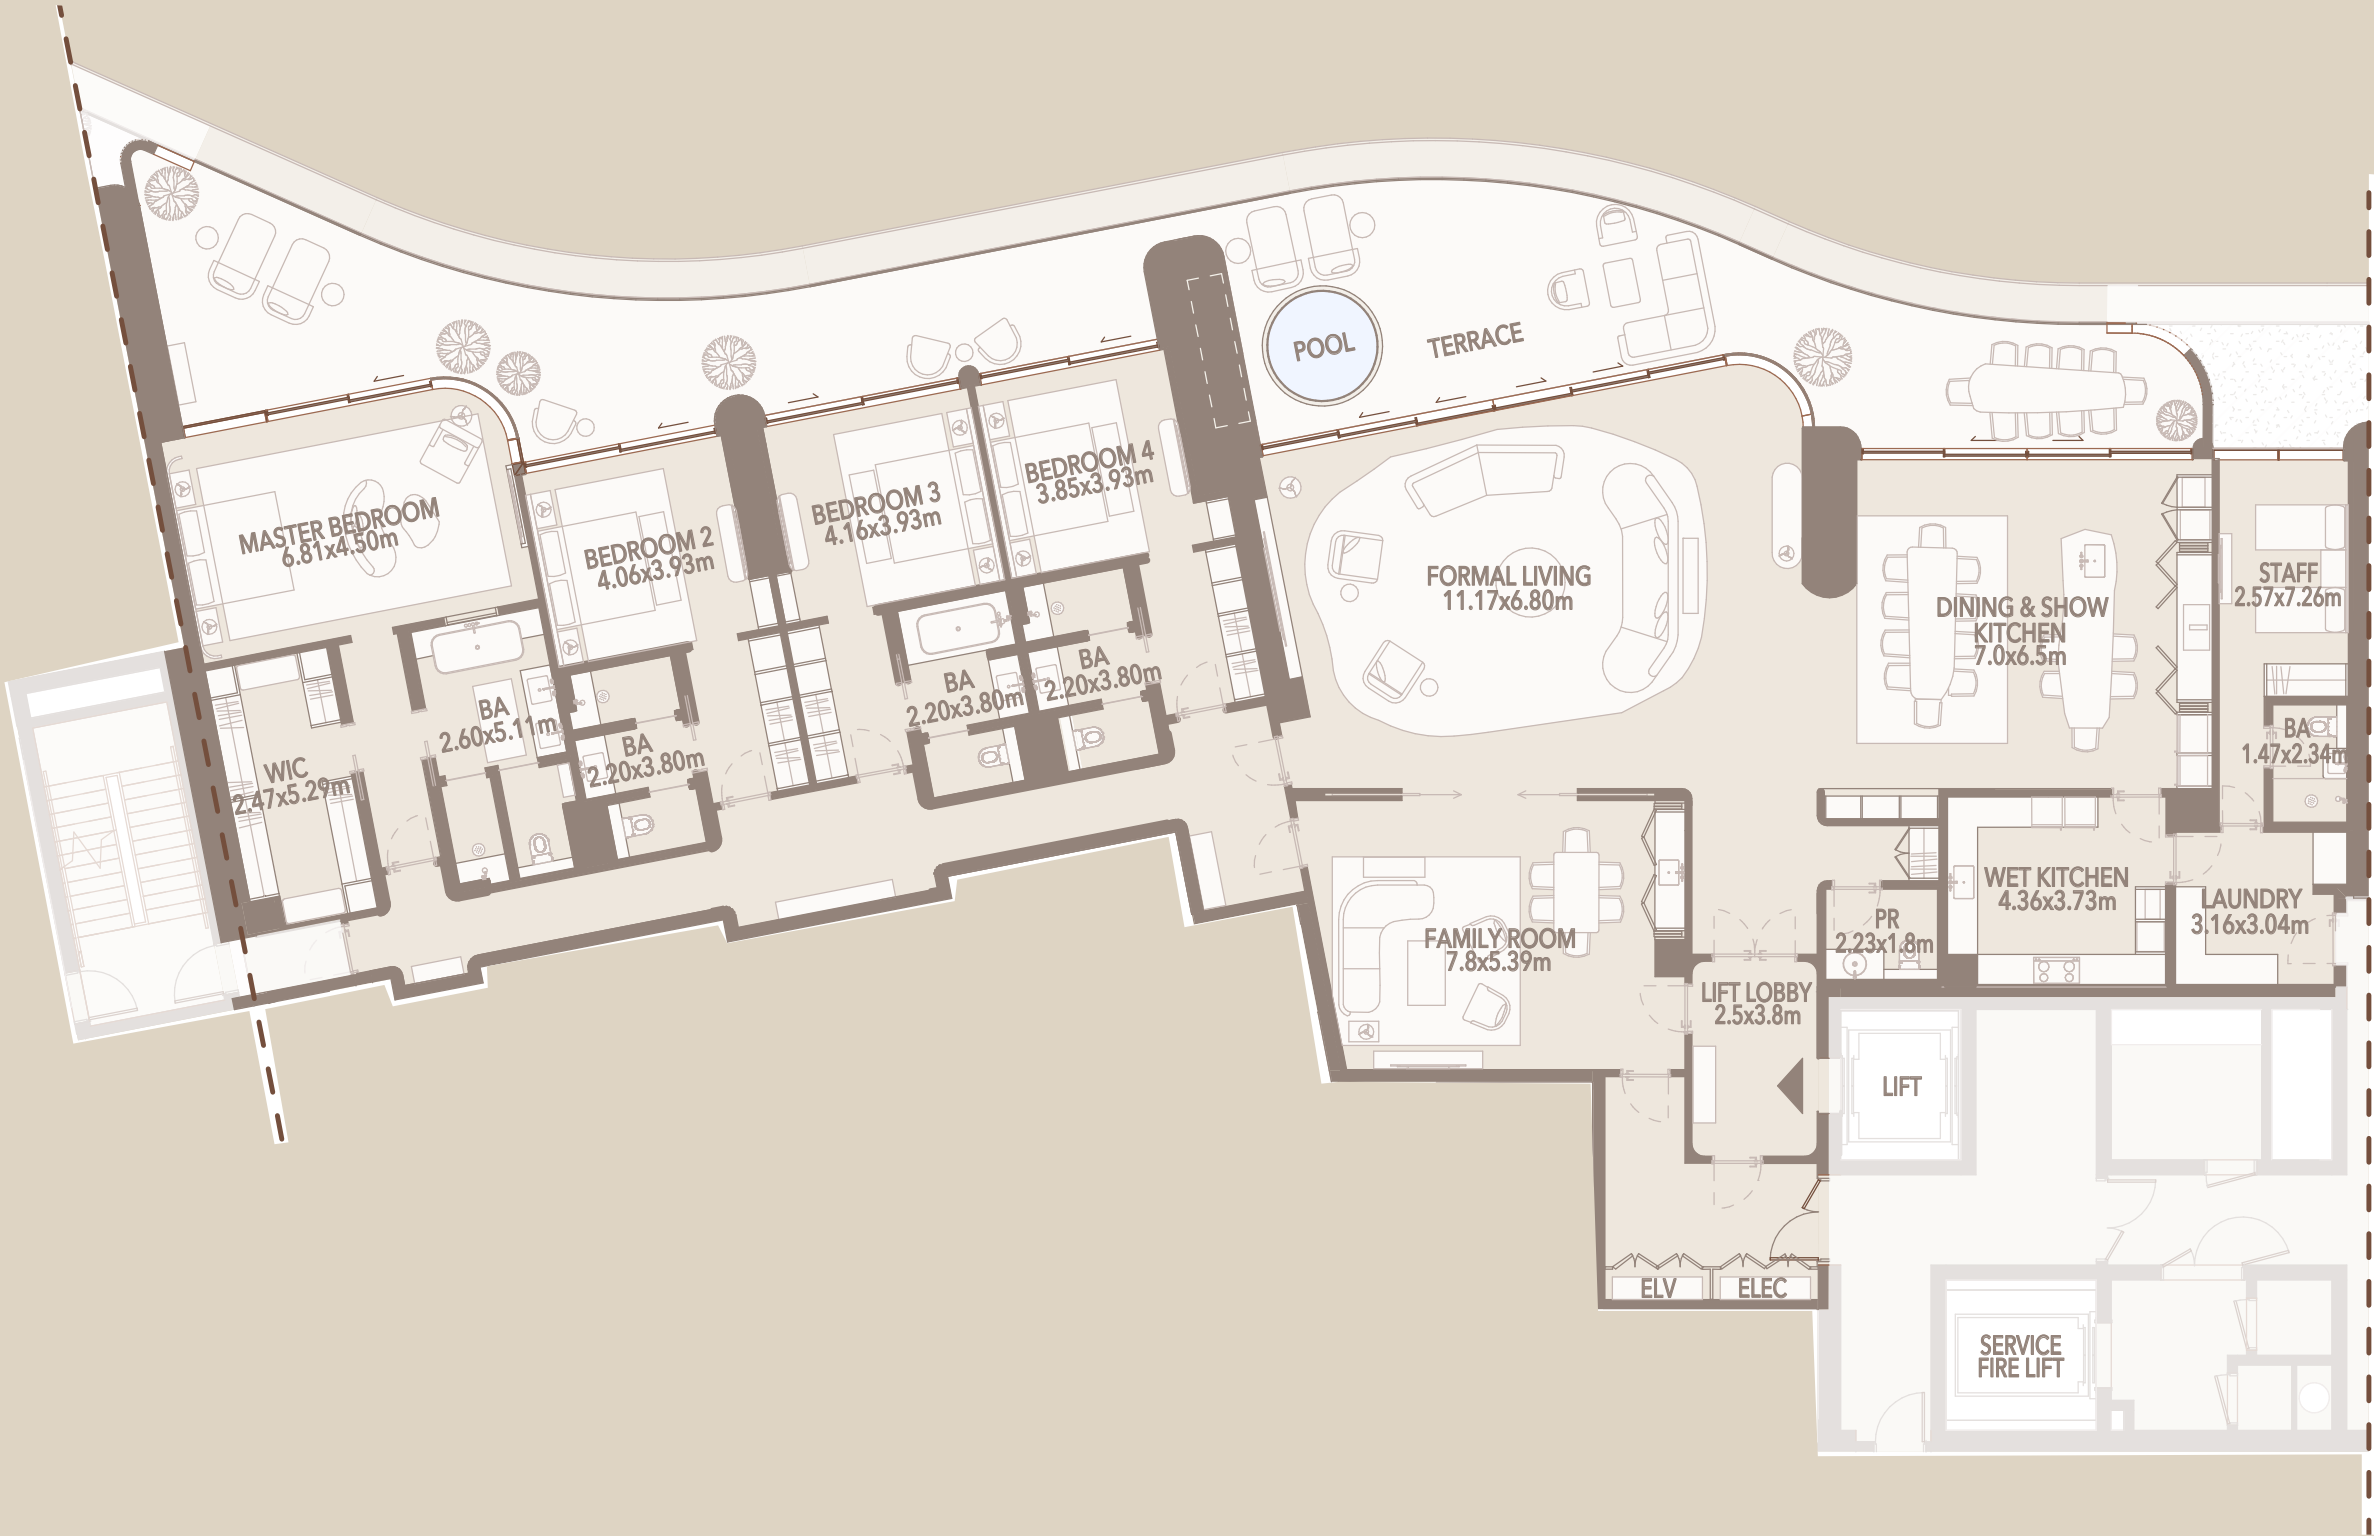 POOL
TERRACE
MASTER BEDROOM
6.81x4.50m
BEDROOM 2
4.06x3.93m
BEDROOM 3
4.16x3.93m
BEDROOM 4
3.85x3.93m
FORMAL LIVING
11.17x6.80m
DINING & SHOW
KITCHEN
7.0x6.5m
STAFF
2.57x7.26m
WIC
2.47x5.29m
BA
2.60x5.11m
BA
2.20x3.80m
BA
2.20x3.80m
BA
2.20x3.80m
BA
1.47x2.34m
FAMILY ROOM
7.8x5.39m
PR
2.23x1.8m
WET KITCHEN
4.36x3.73m
LAUNDRY
3.16x3.04m
LIFT LOBBY
2.5x3.8m
LIFT
ELV
ELEC
SERVICE
FIRE LIFT